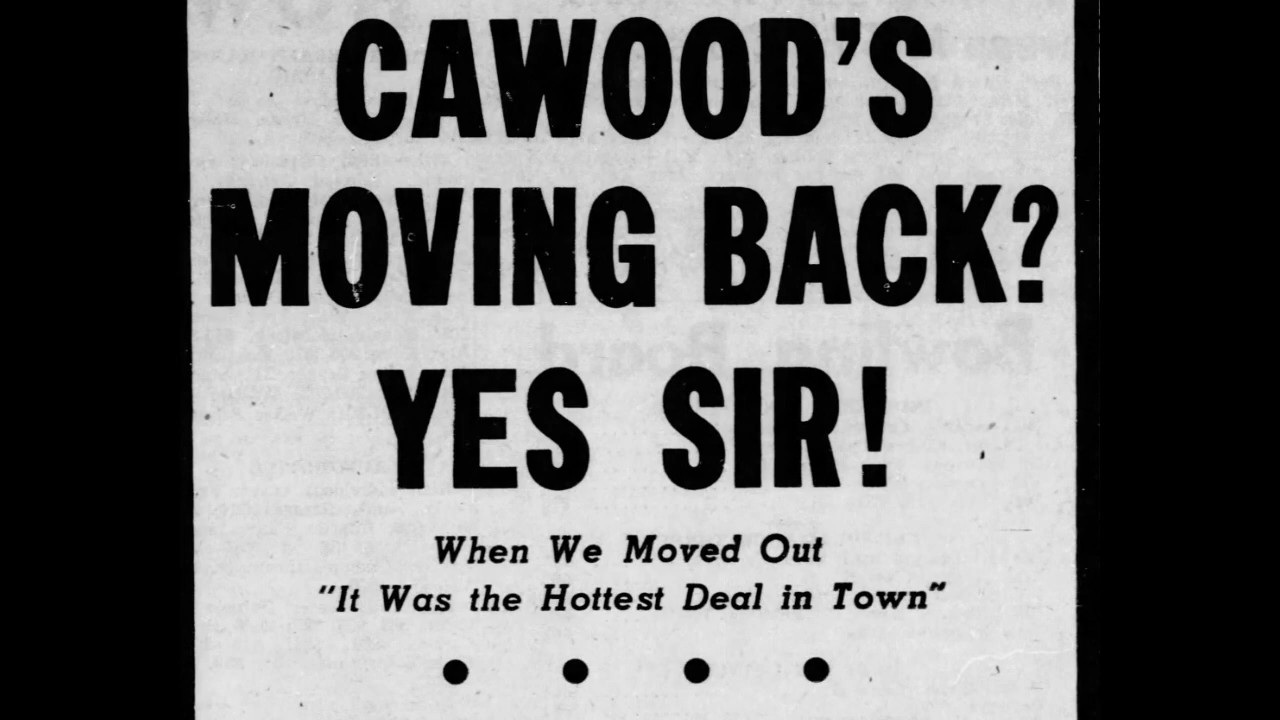 CAWOOD'S
MOVING BACK?
YES SIR!
When We Moved Out
"It Was the Hottest Deal in Town"